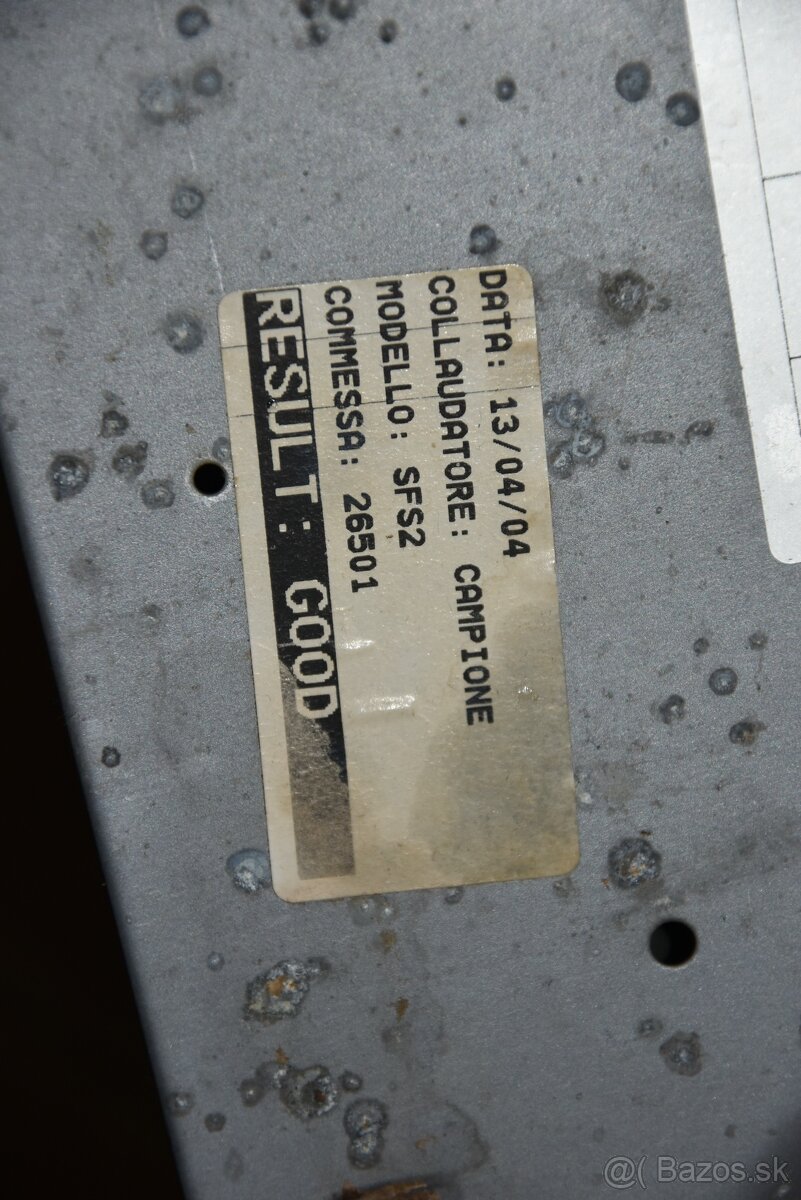 DATA: 13/04/04
COLLAUDATORE: CAMPIONE
MODELLO: SFS2
COMMESSA: 26501
RESULT: GOOD
@( Bazos.sk